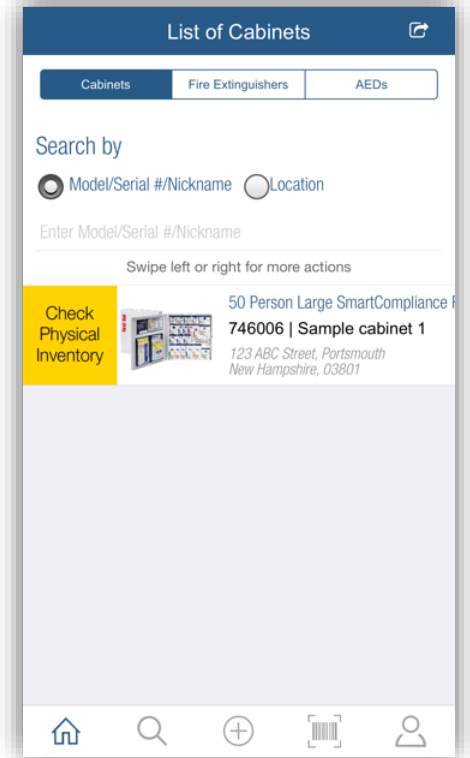 List of Cabinets
Cabinets Fire Extinguishers AEDs
Search by
Model/Serial #/Nickname Location
Enter Model/Serial #/Nickname
Swipe left or right for more actions
Check
Physical
Inventory
50 Person Large SmartCompliance
746006 | Sample cabinet 1
123 ABC Street, Portsmouth
New Hampshire, 03801